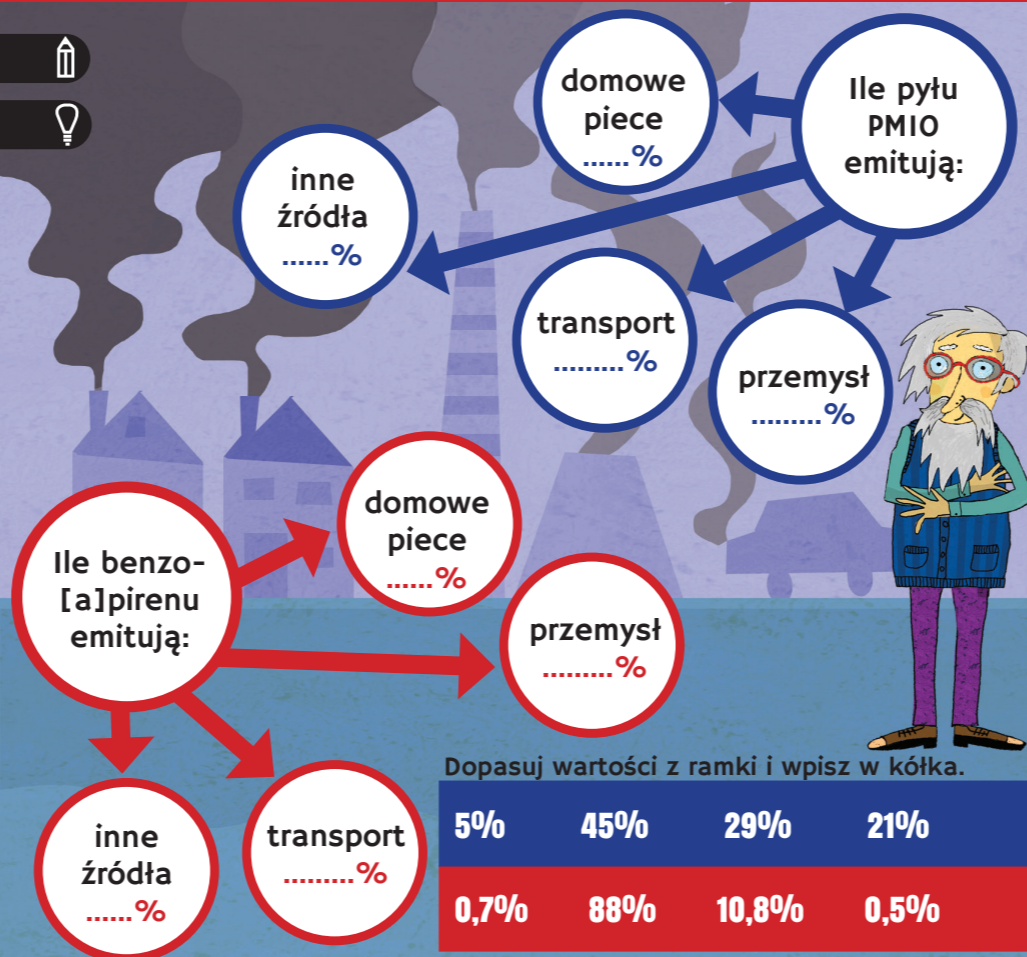 Ile pyłu
PM10
emitują:
domowe
piece
......%
inne
źródła
......%
transport
.........%
przemysł
.........%
Ile benzo-
[a]pirenu
emitują:
domowe
piece
......%
przemysł
.........%
transport
.........%
inne
źródła
......%
Dopasuj wartości z ramki i wpisz w kółka.
5% 45% 29% 21%
0,7% 88% 10,8% 0,5%